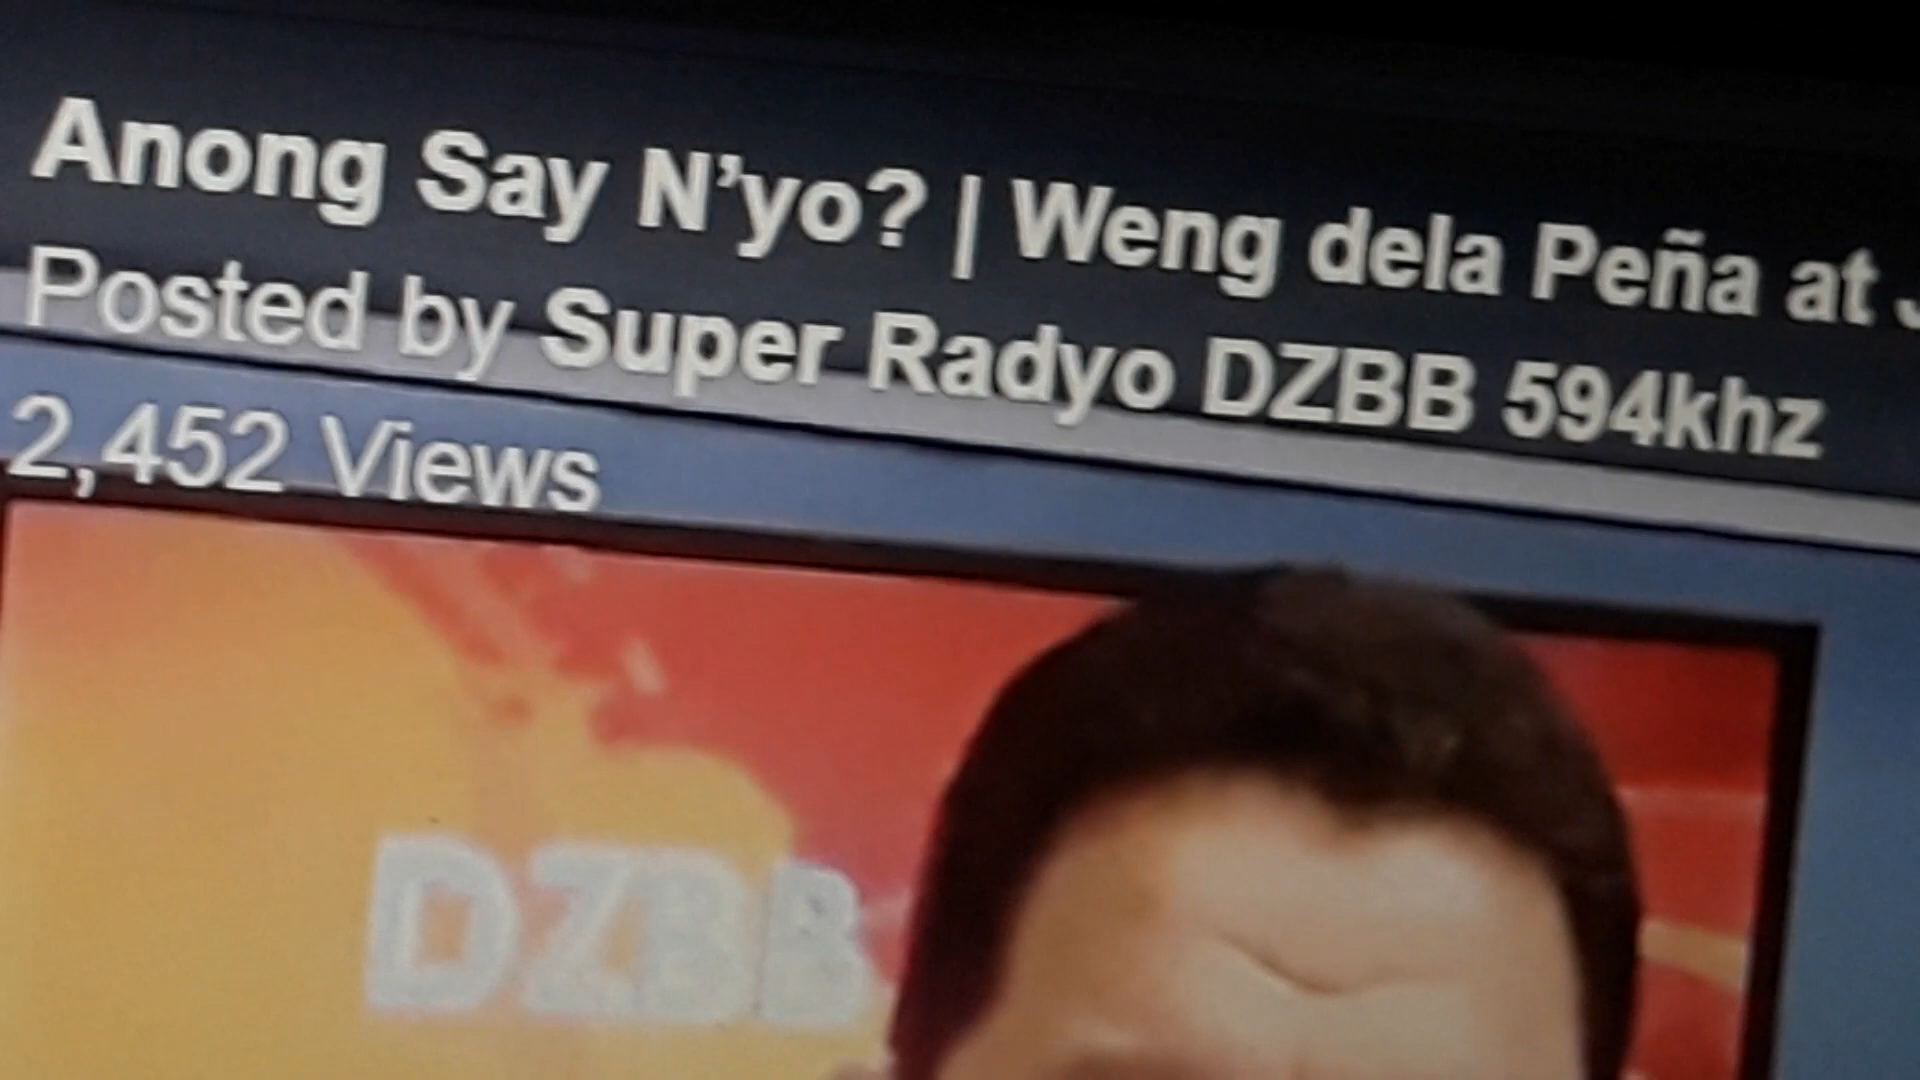 Anong Say N’yo? | Weng dela Peña at
Posted by Super Radyo DZBB 594khz
2,452 Views
DZBB